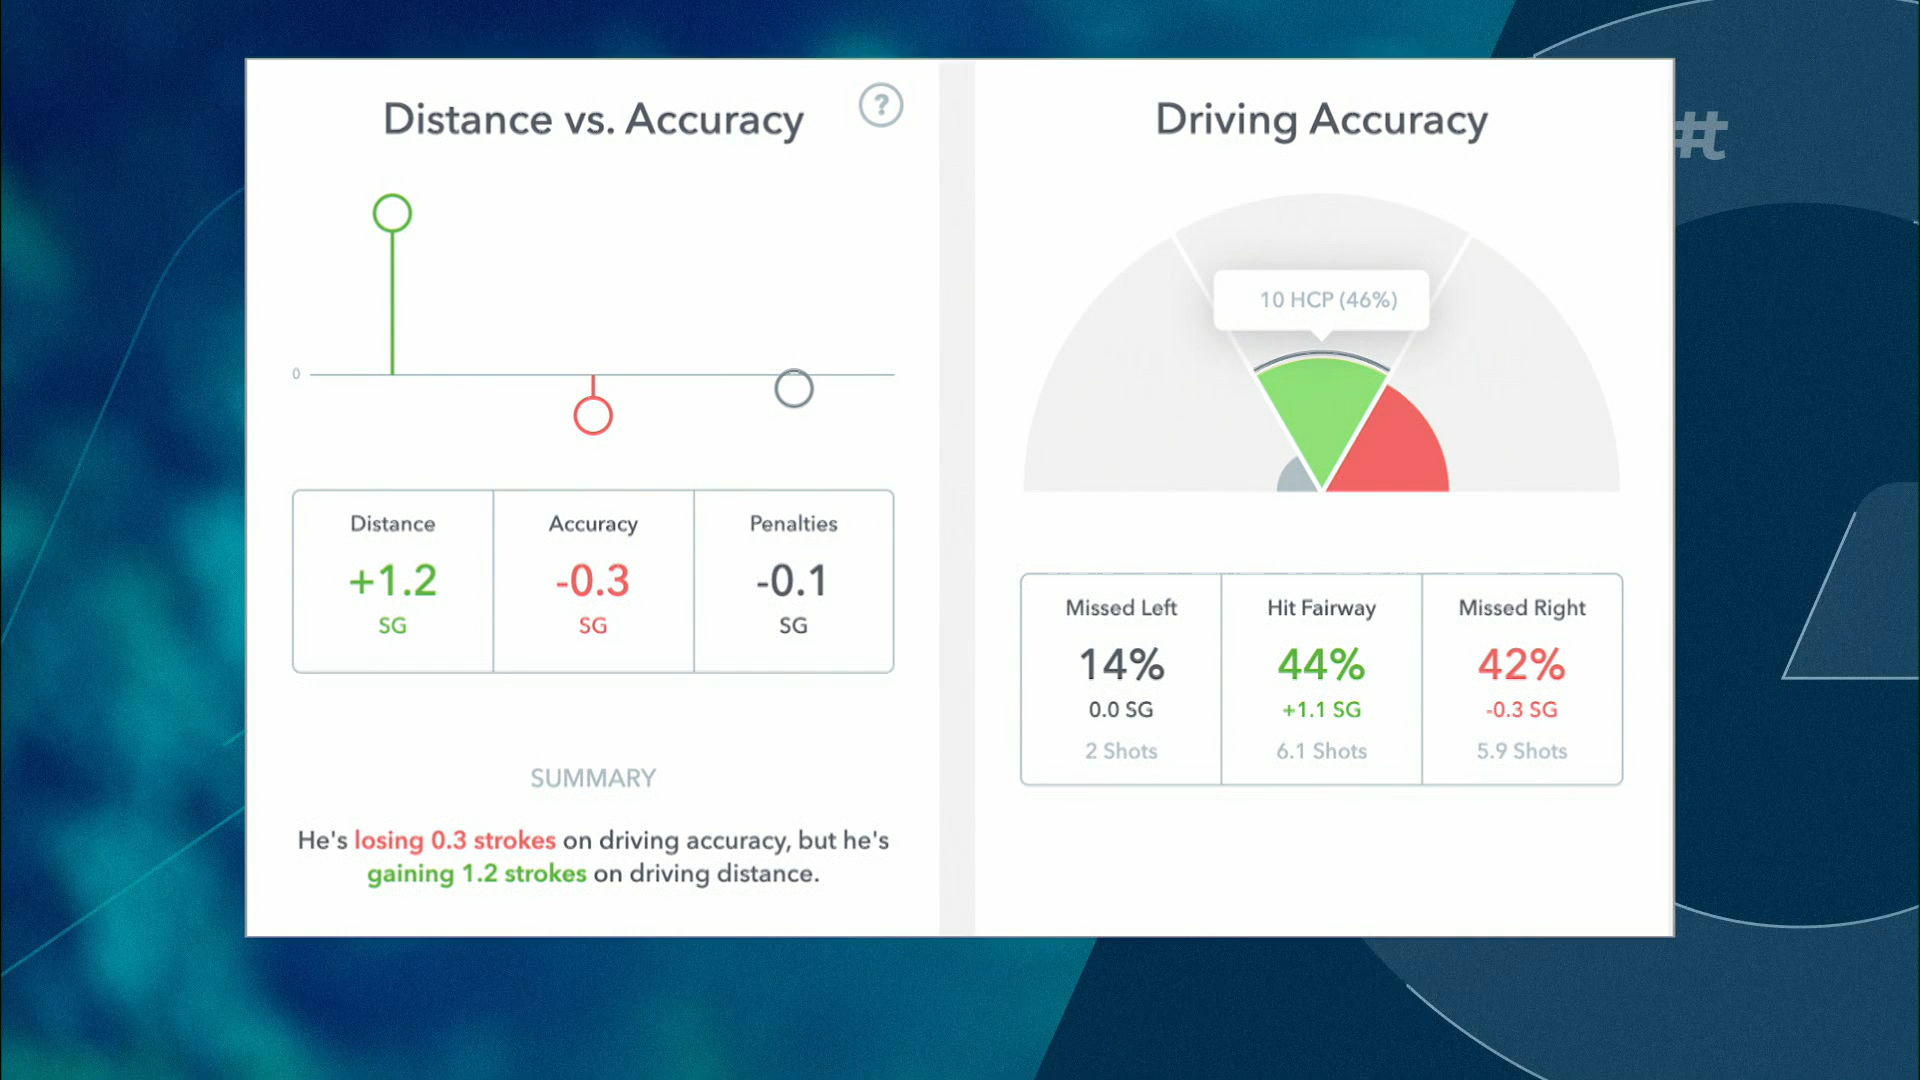 Distance vs. Accuracy
?
0
Distance
Accuracy
Penalties
+1.2
-0.3
-0.1
SG
SG
SG
SUMMARY
He's losing 0.3 strokes on driving accuracy, but he's
gaining 1.2 strokes on driving distance.
Driving Accuracy
10 HCP (46%)
Missed Left
Hit Fairway
Missed Right
14%
44%
42%
0.0 SG
+1.1 SG
-0.3 SG
2 Shots
6.1 Shots
5.9 Shots
#t